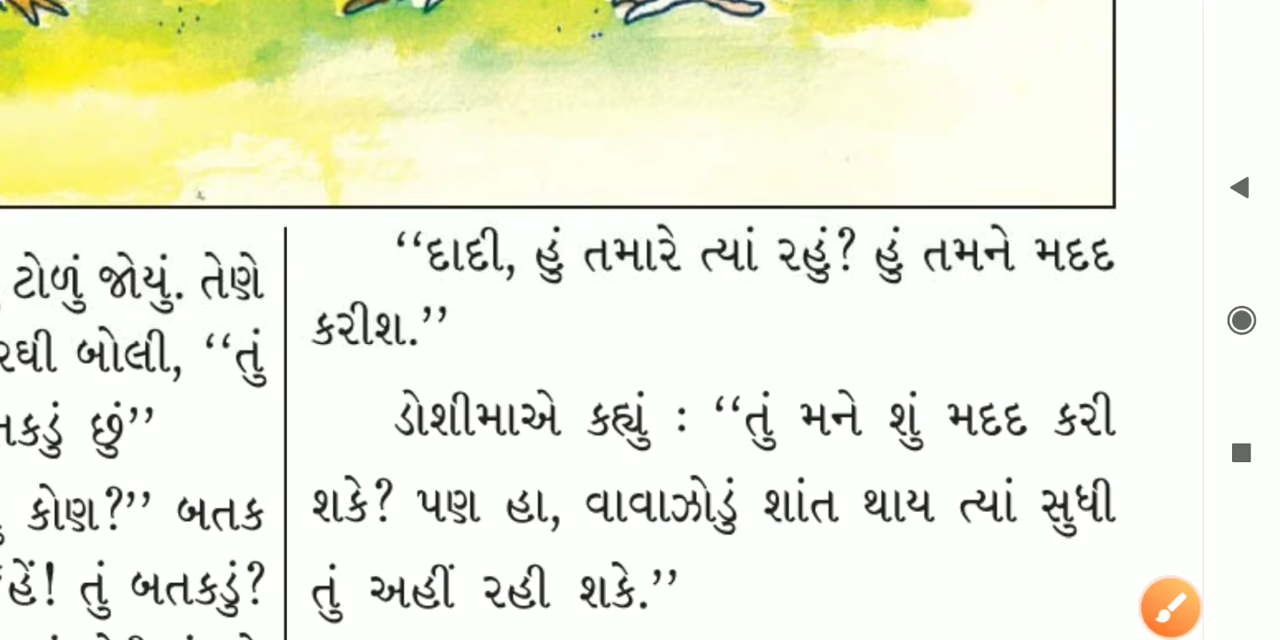 ટોળું જોયું. તેણે
બોલી, ‘‘તું
છું’’
કોણ?’’ બતક
તું બતકડું?
‘‘દાદી, હું તમારે ત્યાં રહું? હું તમને મદદ
કરીશ.’’
ડોશીમાએ કહ્યું : ‘‘તું મને શું મદદ કરી
શકે? પણ હા, વાવાઝોડું શાંત થાય ત્યાં સુધી
તું અહીં રહી શકે.’’